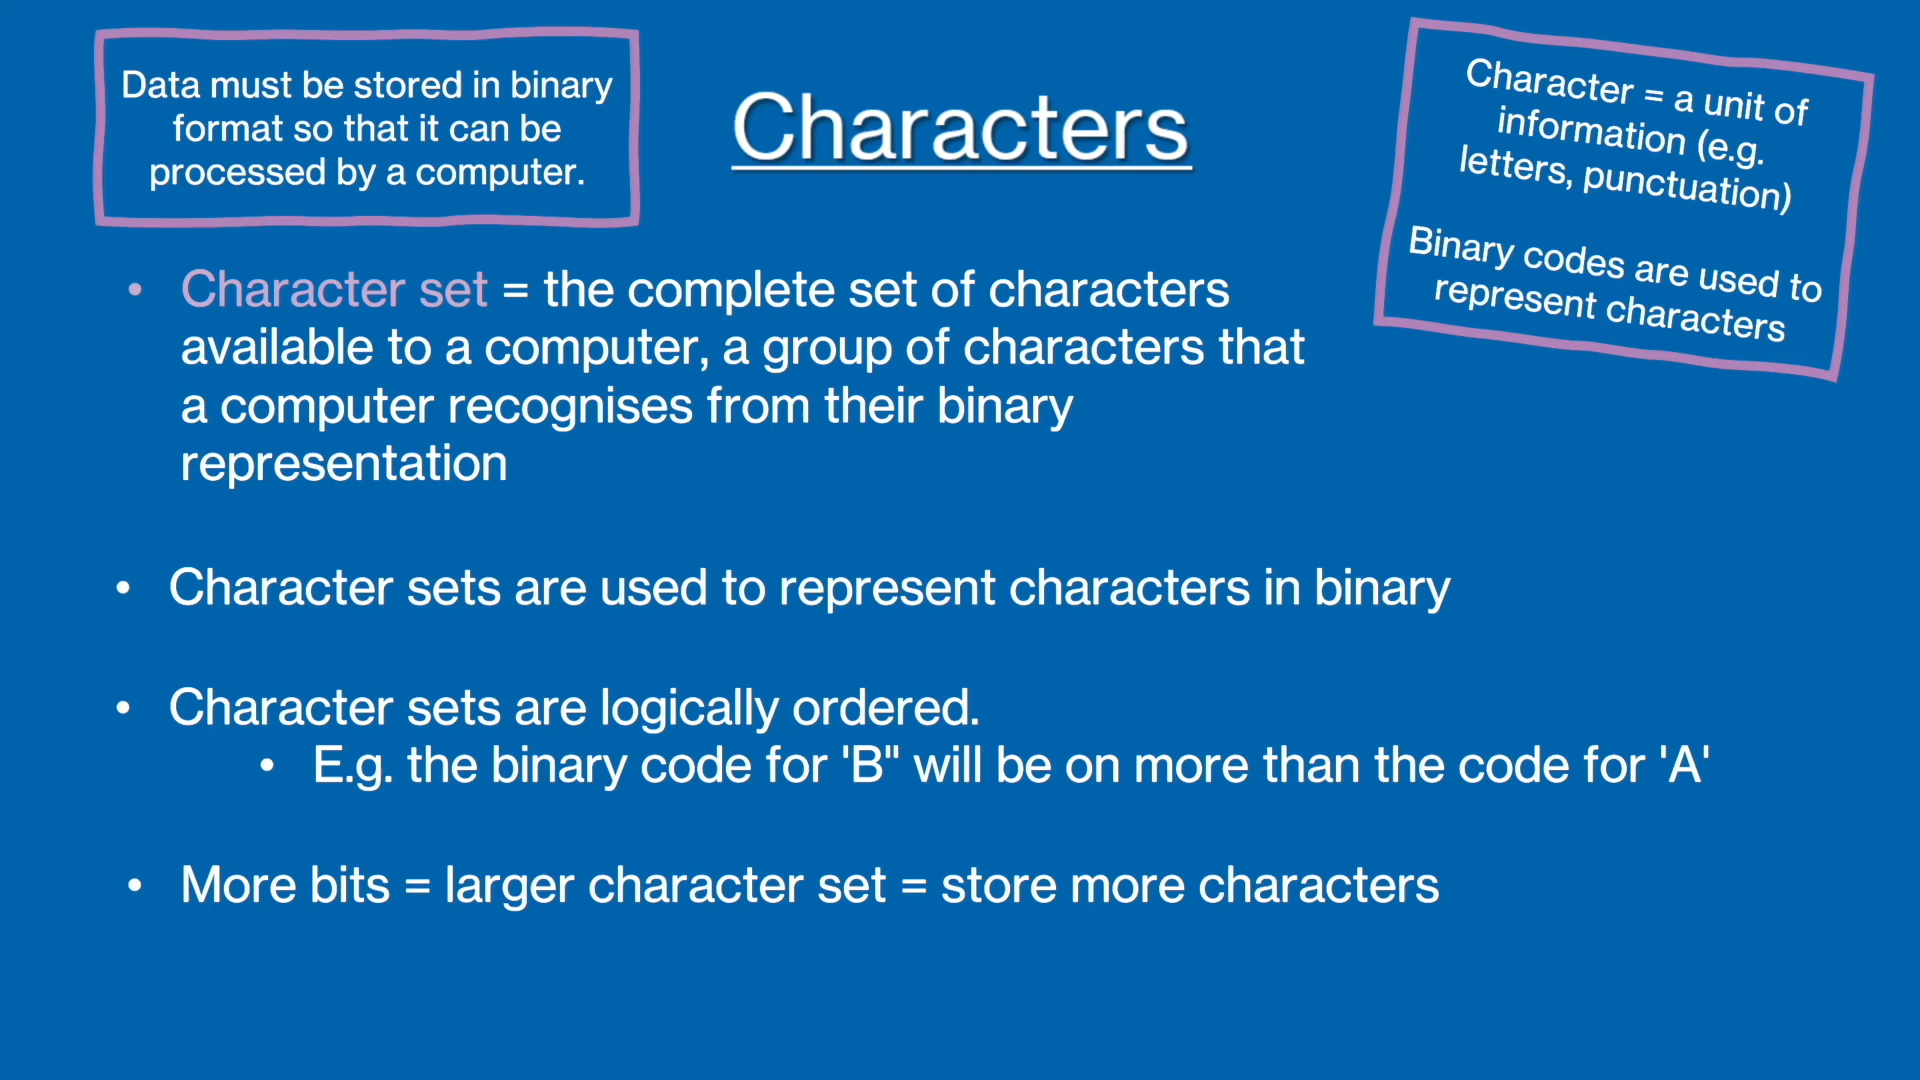 Data must be stored in binary
format so that it can be
processed by a computer.
Characters
Character = a unit of
information (e.g.
letters, punctuation)
Binary codes are used to
represent characters
• Character set = the complete set of characters
available to a computer, a group of characters that
a computer recognises from their binary
representation
• Character sets are used to represent characters in binary
• Character sets are logically ordered.
• E.g. the binary code for 'B" will be on more than the code for 'A'
• More bits = larger character set = store more characters